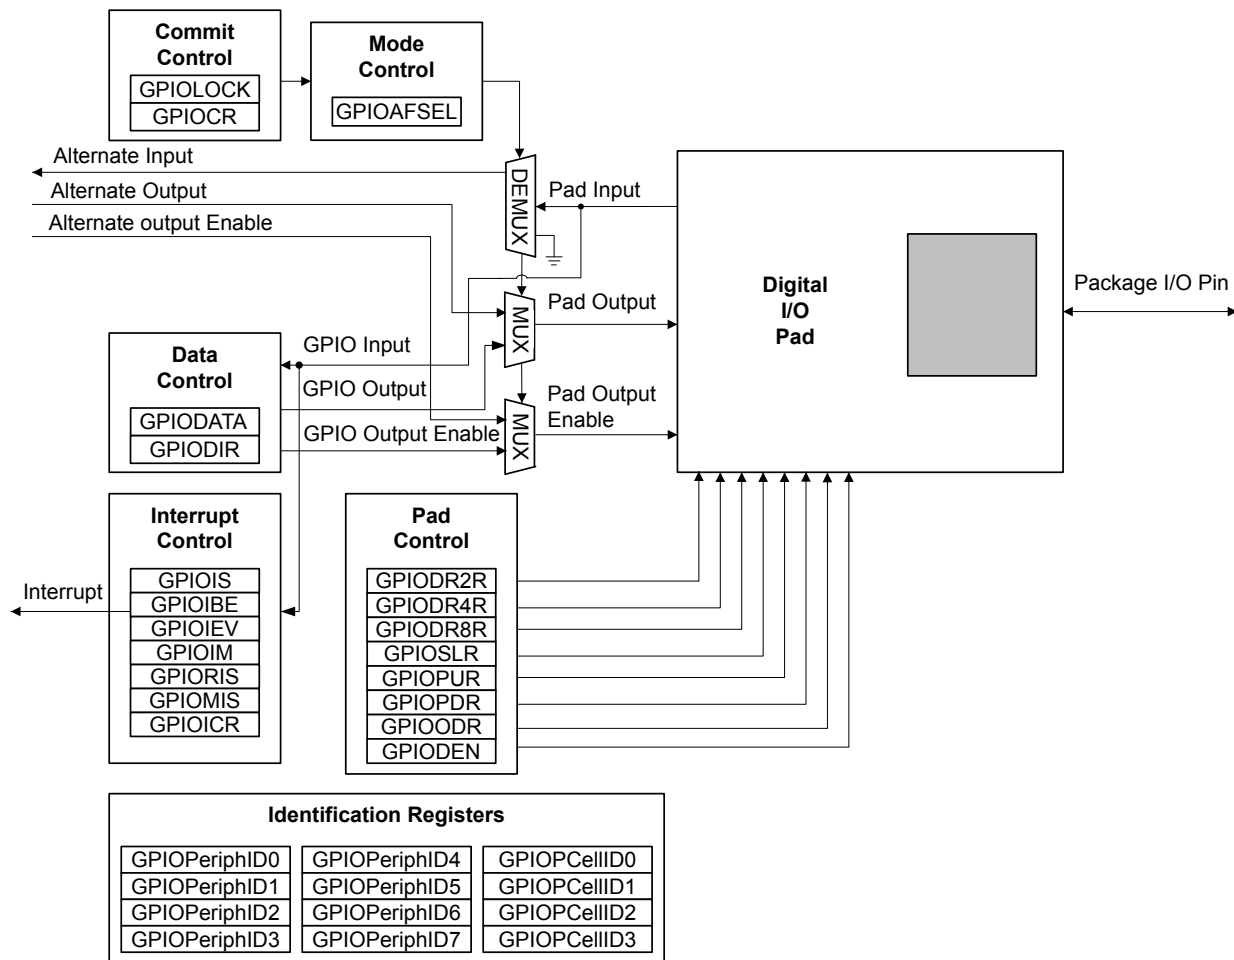 Commit
Control
GPIOLOCK
GPIOCR
Mode
Control
GPIOAFSEL
Alternate Input
Alternate Output
Alternate output Enable
DEMUX
Pad Input
MUX
Pad Output
MUX
Pad Output
Enable
Digital
I/O
Pad
Package I/O Pin
Data
Control
GPIODATA
GPIODIR
GPIO Input
GPIO Output
GPIO Output Enable
Interrupt
Control
GPIOIS
GPIOIBE
GPIOIEV
GPIOIM
GPIORIS
GPIOMIS
GPIOICR
Interrupt
Pad
Control
GPIODR2R
GPIODR4R
GPIODR8R
GPIOSLR
GPIOPUR
GPIOPDR
GPIOODR
GPIODEN
Identification Registers
GPIOPeriphID0
GPIOPeriphID1
GPIOPeriphID2
GPIOPeriphID3
GPIOPeriphID4
GPIOPeriphID5
GPIOPeriphID6
GPIOPeriphID7
GPIOPCellID0
GPIOPCellID1
GPIOPCellID2
GPIOPCellID3